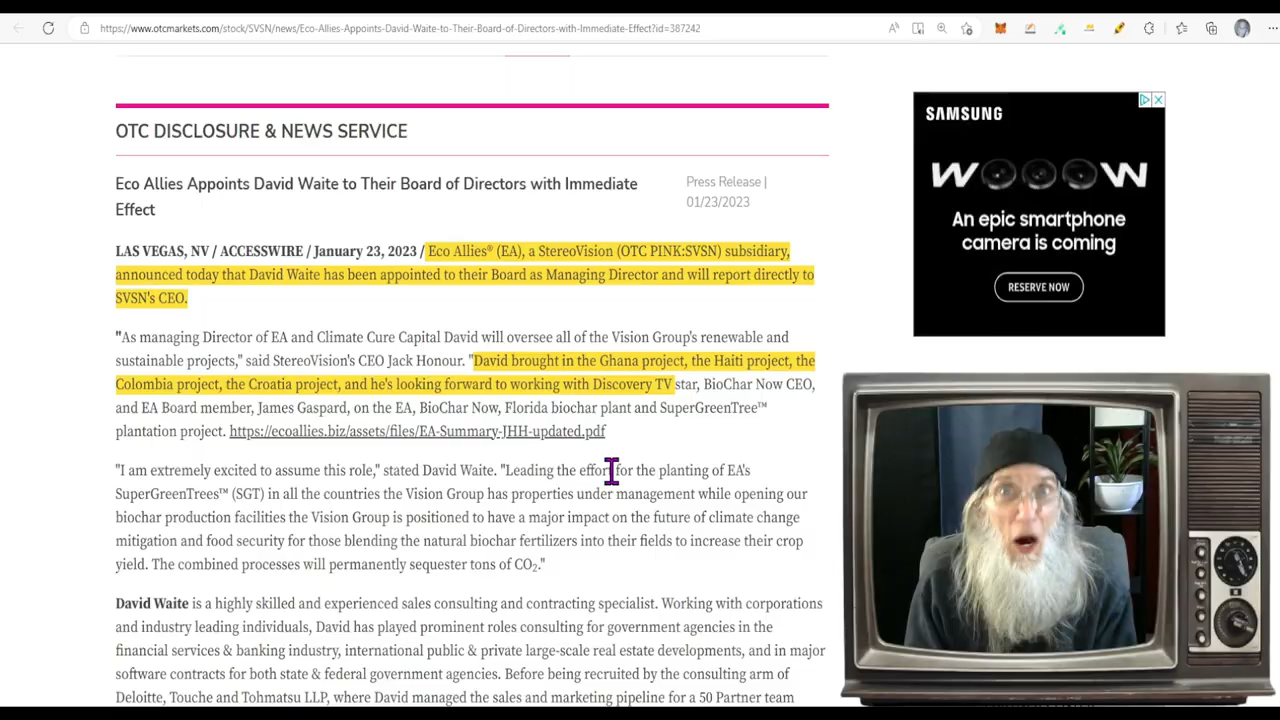 https://www.otcmarkets.com/stock/SVSN/news/Eco-Allies-Appoints-David-Waite-to-Their-Board-of-Directors-with-Immediate-Effect?id=387242
OTC DISCLOSURE & NEWS SERVICE
Eco Allies Appoints David Waite to Their Board of Directors with Immediate
Effect
Press Release |
01/23/2023
LAS VEGAS, NV / ACCESSWIRE / January 23, 2023 / Eco Allies® (EA), a StereoVision (OTC PINK:SVSN) subsidiary,
announced today that David Waite has been appointed to their Board as Managing Director and will report directly to
SVSN's CEO.
"As managing Director of EA and Climate Cure Capital David will oversee all of the Vision Group's renewable and
sustainable projects," said StereoVision's CEO Jack Honour. "David brought in the Ghana project, the Haiti project, the
Colombia project, the Croatia project, and he's looking forward to working with Discovery TV star, BioChar Now CEO,
and EA Board member, James Gaspard, on the EA, BioChar Now, Florida biochar plant and SuperGreenTree™
plantation project. https://ecoallies.biz/assets/files/EA-Summary-JHH-updated.pdf
"I am extremely excited to assume this role," stated David Waite. "Leading the effort for the planting of EA's
SuperGreenTrees™ (SGT) in all the countries the Vision Group has properties under management while opening our
biochar production facilities the Vision Group is positioned to have a major impact on the future of climate change
mitigation and food security for those blending the natural biochar fertilizers into their fields to increase their crop
yield. The combined processes will permanently sequester tons of CO₂."
David Waite is a highly skilled and experienced sales consulting and contracting specialist. Working with corporations
and industry leading individuals, David has played prominent roles consulting for government agencies in the
financial services & banking industry, international public & private large-scale real estate developments, and in major
software contracts for both state & federal government agencies. Before being recruited by the consulting arm of
Deloitte, Touche and Tohmatsu LLP, where David managed the sales and marketing pipeline for a 50 Partner team
SAMSUNG
WOOOW
An epic smartphone
camera is coming
RESERVE NOW